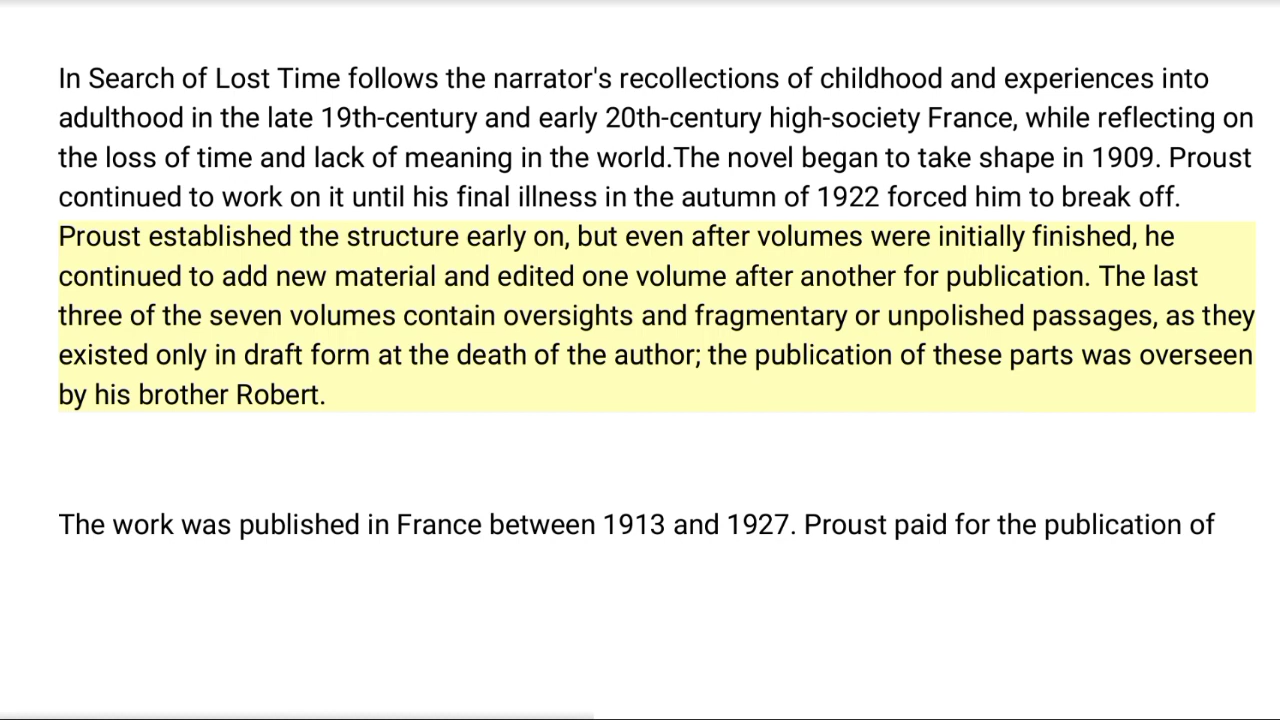 In Search of Lost Time follows the narrator's recollections of childhood and experiences into
adulthood in the late 19th-century and early 20th-century high-society France, while reflecting on
the loss of time and lack of meaning in the world.The novel began to take shape in 1909. Proust
continued to work on it until his final illness in the autumn of 1922 forced him to break off.
Proust established the structure early on, but even after volumes were initially finished, he
continued to add new material and edited one volume after another for publication. The last
three of the seven volumes contain oversights and fragmentary or unpolished passages, as they
existed only in draft form at the death of the author; the publication of these parts was overseen
by his brother Robert.
The work was published in France between 1913 and 1927. Proust paid for the publication of